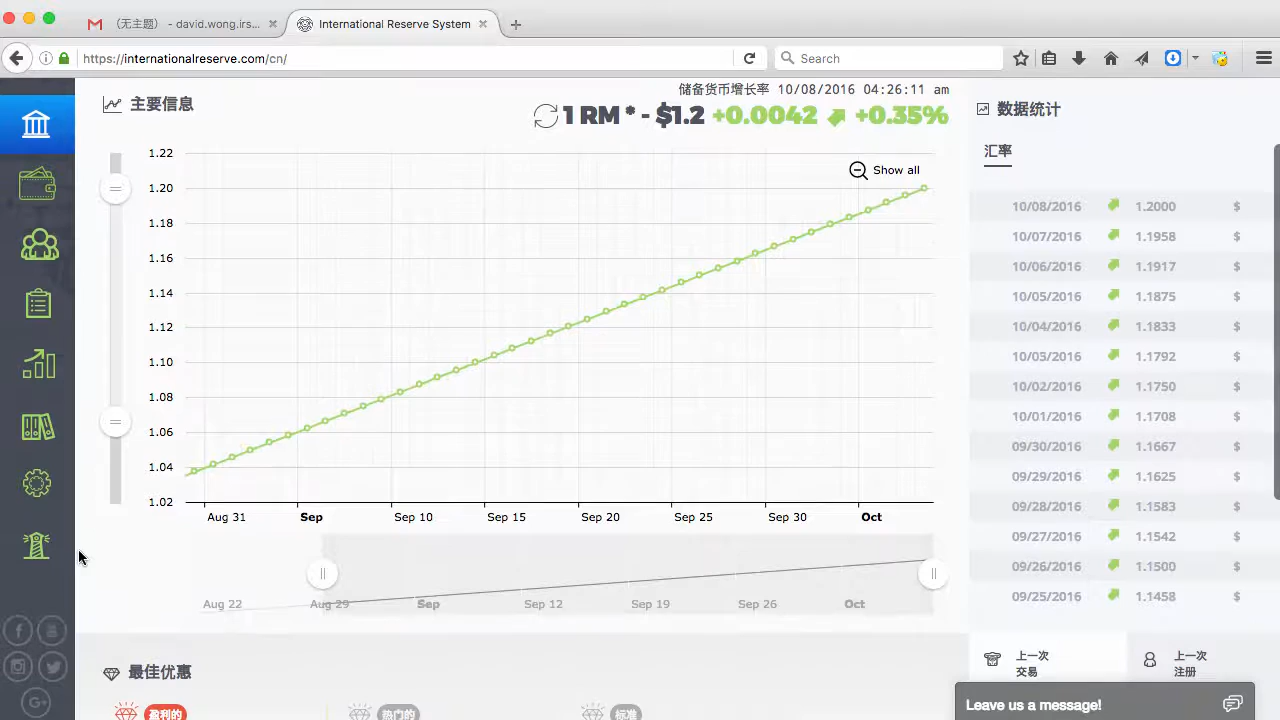 （无主题） - david.wong.irs...
International Reserve System
https://internationalreserve.com/cn/
Search
主要信息
储备货币增长率 10/08/2016 04:26:11 am
1 RM * - $1.2 +0.0042 +0.35%
Show all
1.22
1.20
1.18
1.16
1.14
1.12
1.10
1.08
1.06
1.04
1.02
Aug 31
Sep
Sep 10
Sep 15
Sep 20
Sep 25
Sep 30
Oct
Aug 22
Aug 29
Sep
Sep 12
Sep 19
Sep 26
Oct
数据统计
汇率
10/08/2016 1.2000 $
10/07/2016 1.1958 $
10/06/2016 1.1917 $
10/05/2016 1.1875 $
10/04/2016 1.1833 $
10/03/2016 1.1792 $
10/02/2016 1.1750 $
10/01/2016 1.1708 $
09/30/2016 1.1667 $
09/29/2016 1.1625 $
09/28/2016 1.1583 $
09/27/2016 1.1542 $
09/26/2016 1.1500 $
09/25/2016 1.1458 $
上一次
交易
上一次
注册
最佳优惠
盈利的
热门的
标准
Leave us a message!